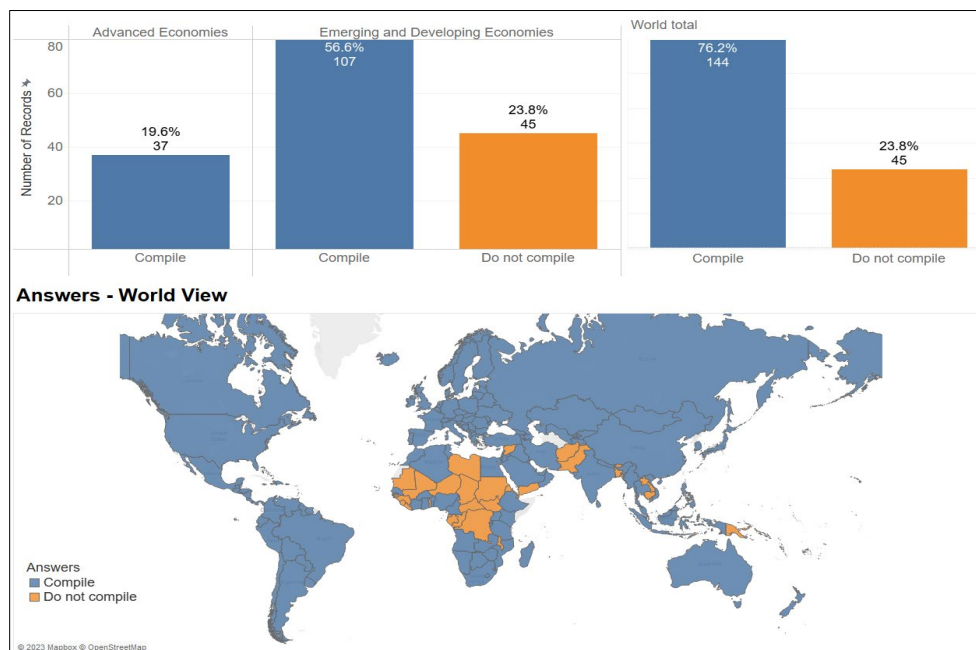 Advanced Economies
Emerging and Developing Economies
World total
Number of Records
80
60
40
20
19.6%
37
56.6%
107
23.8%
45
76.2%
144
23.8%
45
Compile
Compile
Do not compile
Compile
Do not compile
Answers - World View
Answers
Compile
Do not compile
© 2023 Mapbox © OpenStreetMap